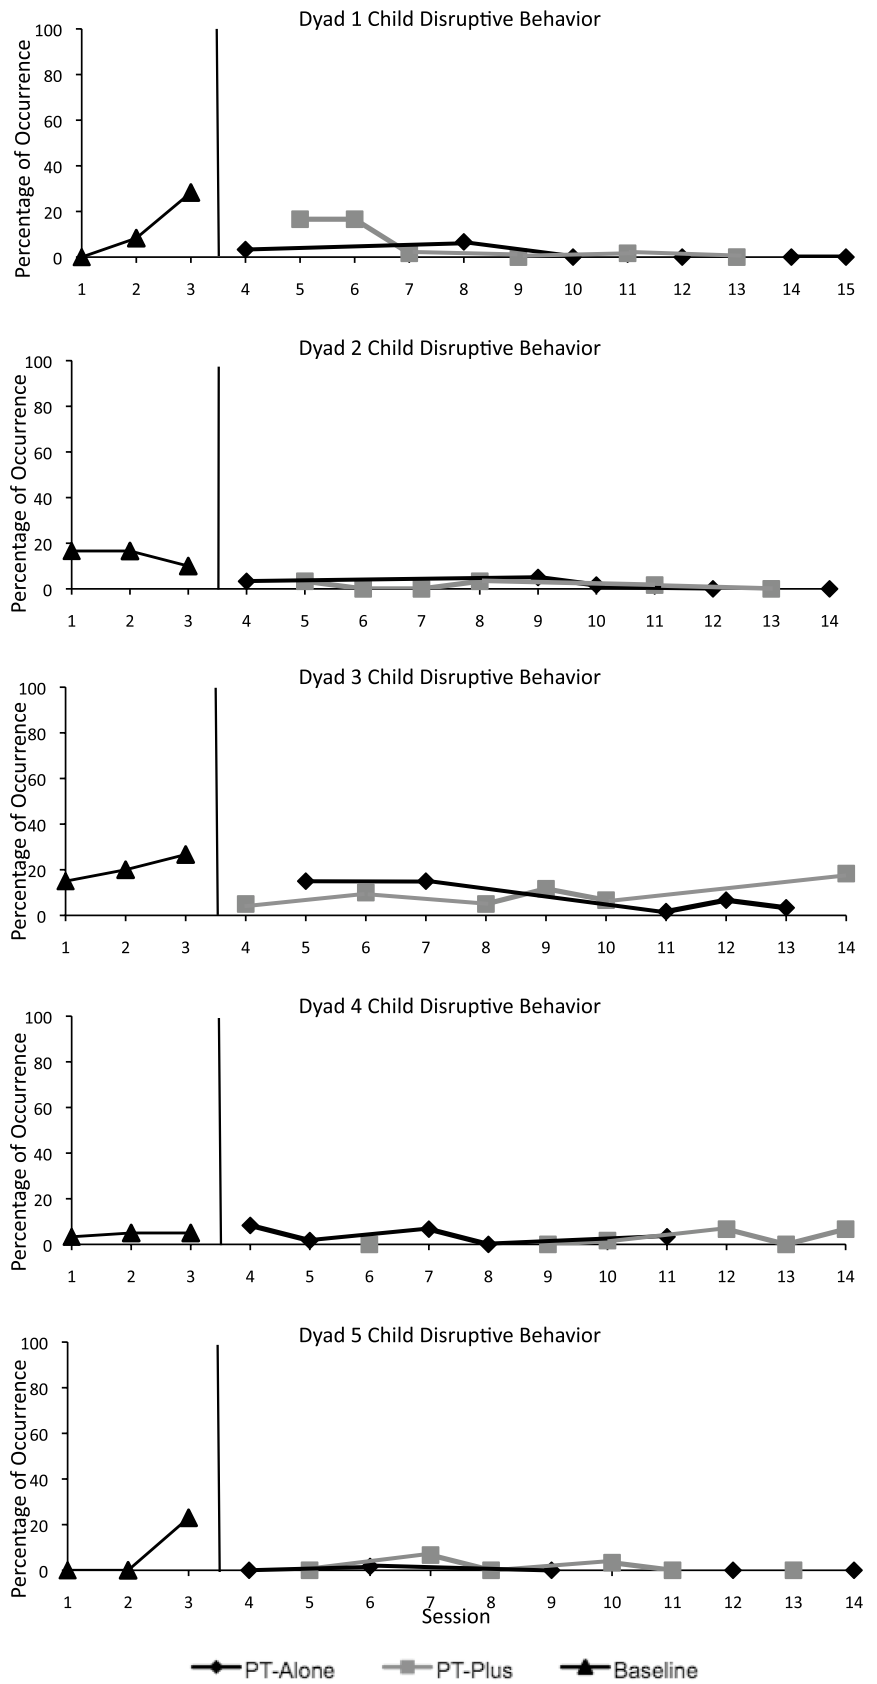 Dyad 1 Child Disruptive Behavior
Percentage of Occurrence
100
80
60
40
20
0
1 2 3 4 5 6 7 8 9 10 11 12 13 14 15
Dyad 2 Child Disruptive Behavior
Percentage of Occurrence
100
80
60
40
20
0
1 2 3 4 5 6 7 8 9 10 11 12 13 14
Dyad 3 Child Disruptive Behavior
Percentage of Occurrence
100
80
60
40
20
0
1 2 3 4 5 6 7 8 9 10 11 12 13 14
Dyad 4 Child Disruptive Behavior
Percentage of Occurrence
100
80
60
40
20
0
1 2 3 4 5 6 7 8 9 10 11 12 13 14
Dyad 5 Child Disruptive Behavior
Percentage of Occurrence
100
80
60
40
20
0
1 2 3 4 5 6 7 8 9 10 11 12 13 14
Session
PT-Alone PT-Plus Baseline